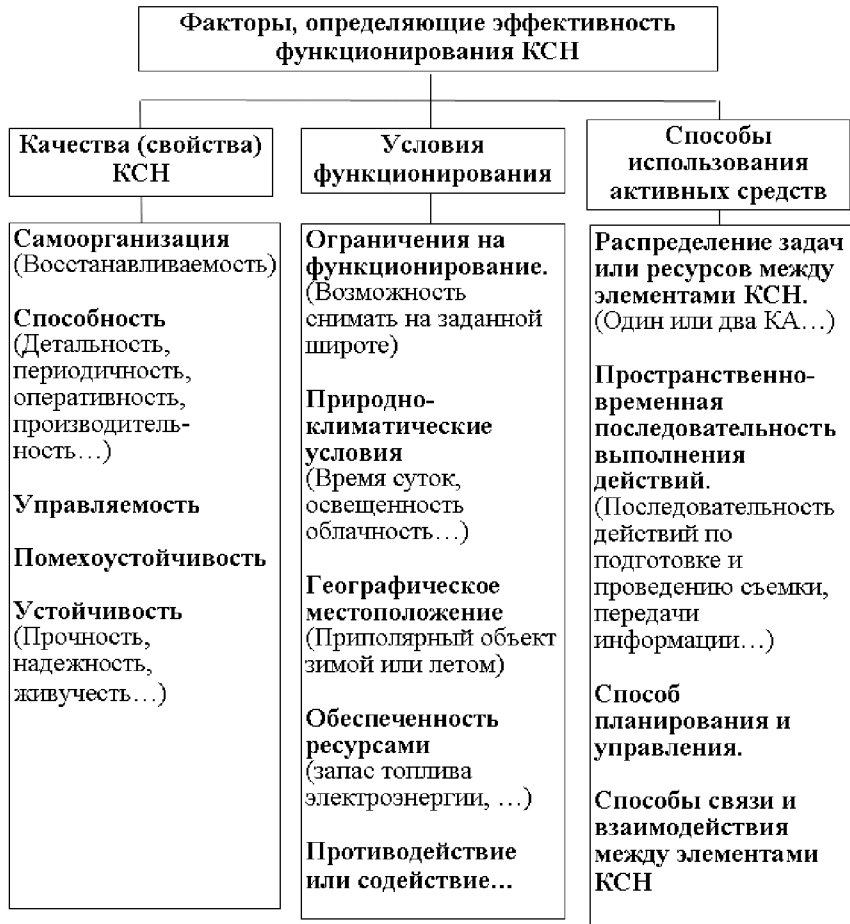 Факторы, определяющие эффективность
функционирования КСН
Качества (свойства)
КСН
Самоорганизация
(Восстанавливаемость)
Способность
(Детальность,
периодичность,
оперативность,
производитель-
ность…)
Управляемость
Помехоустойчивость
Устойчивость
(Прочность,
надежность,
живучесть…)
Условия
функционирования
Ограничения на
функционирование.
(Возможность
снимать на заданной
широте)
Природно-
климатические
условия
(Время суток,
освещенность
облачность…)
Географическое
местоположение
(Приполярный объект
зимой или летом)
Обеспеченность
ресурсами
(запас топлива
электроэнергии, …)
Противодействие
или содействие…
Способы
использования
активных средств
Распределение задач
или ресурсов между
элементами КСН.
(Один или два КА…)
Пространственно-
временная
последовательность
выполнения
действий.
(Последовательность
действий по
подготовке и
проведению съемки,
передачи
информации…)
Способ
планирования и
управления.
Способы связи и
взаимодействия
между элементами
КСН